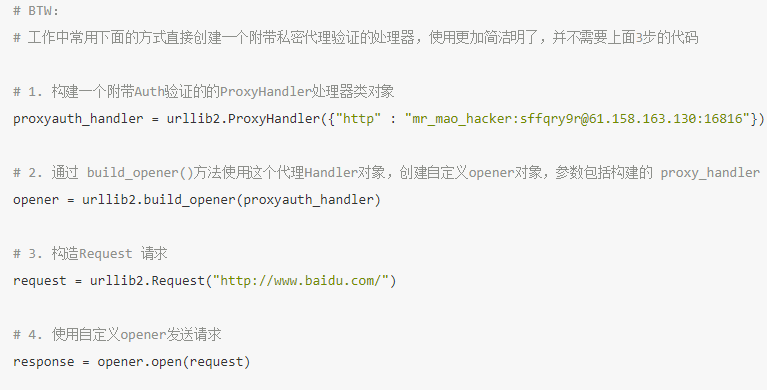 # BTW:
# 工作中常用下面的方式直接创建一个附带私密代理验证的处理器，使用更加简洁明了，并不需要上面3步的代码
# 1. 构建一个附带Auth验证的的ProxyHandler处理器类对象
proxyauth_handler = urllib2.ProxyHandler({"http" : "mr_mao_hacker:sffqry9r@61.158.163.130:16816"})
# 2. 通过 build_opener()方法使用这个代理Handler对象，创建自定义opener对象，参数包括构建的 proxy_handler
opener = urllib2.build_opener(proxyauth_handler)
# 3. 构造Request 请求
request = urllib2.Request("http://www.baidu.com/")
# 4. 使用自定义opener发送请求
response = opener.open(request)